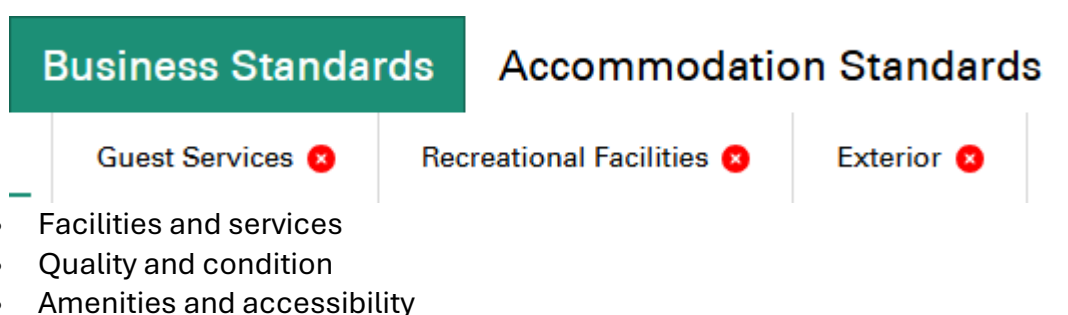 Business Standards Accommodation Standards
Guest Services Recreational Facilities Exterior
Facilities and services
Quality and condition
Amenities and accessibility